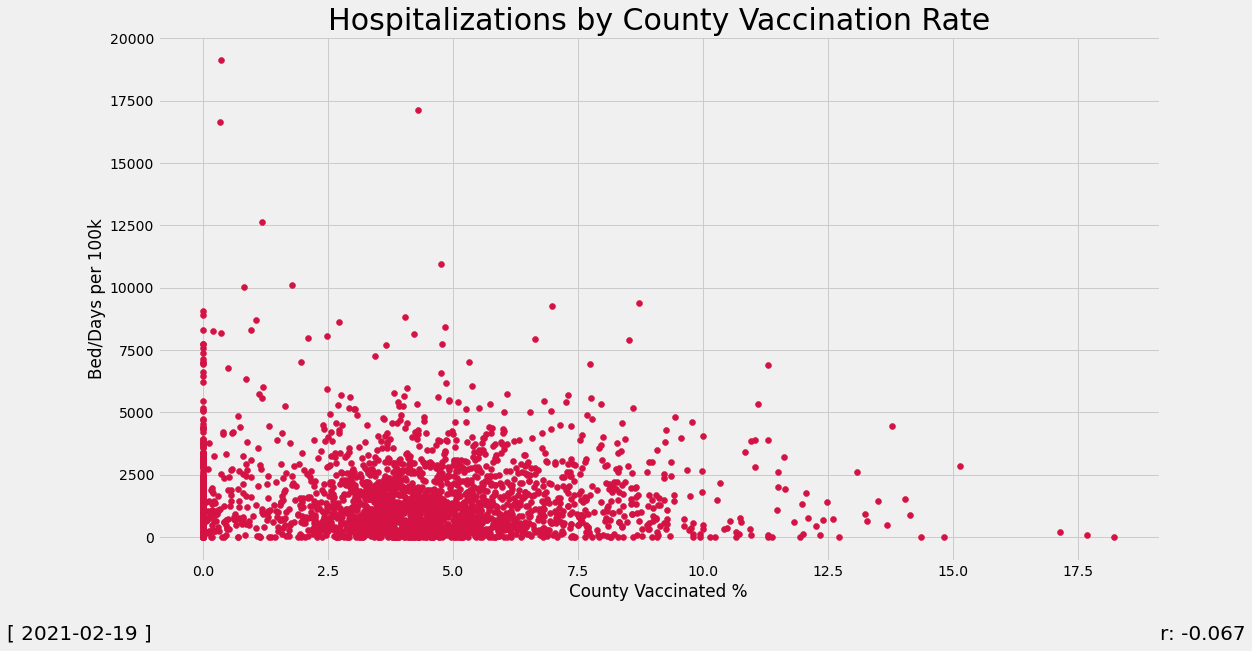 Hospitalizations by County Vaccination Rate
20000
17500
15000
12500
10000
7500
5000
2500
0
Bed/Days per 100k
0.0 2.5 5.0 7.5 10.0 12.5 15.0 17.5
County Vaccinated %
[ 2021-02-19 ]
r: -0.067